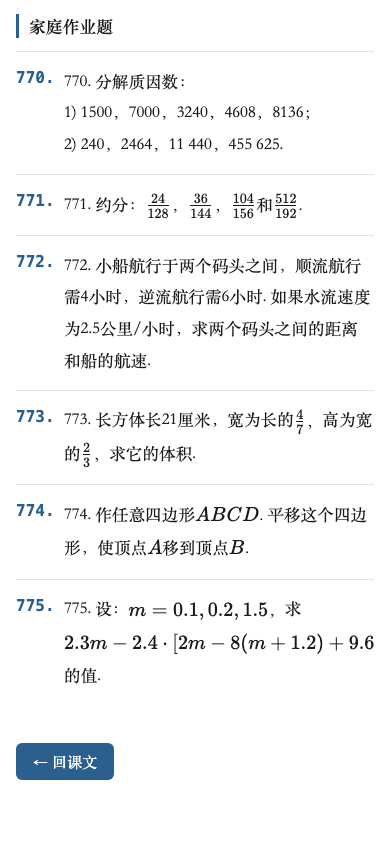 家庭作业题
770. 770. 分解质因数：
1) 1500，7000，3240，4608，8136；
2) 240，2464，11 440，455 625.
771. 771. 约分：24/128，36/144，104/156和512/192.
772. 772. 小船航行于两个码头之间，顺流航行
需4小时，逆流航行需6小时. 如果水流速度
为2.5公里/小时，求两个码头之间的距离
和船的航速.
773. 773. 长方体长21厘米，宽为长的4/7，高为宽
的2/3，求它的体积.
774. 774. 作任意四边形ABCD. 平移这个四边
形，使顶点A移到顶点B.
775. 775. 设：m = 0.1, 0.2, 1.5，求
2.3m − 2.4 · [2m − 8(m + 1.2) + 9.6
的值.
← 回课文